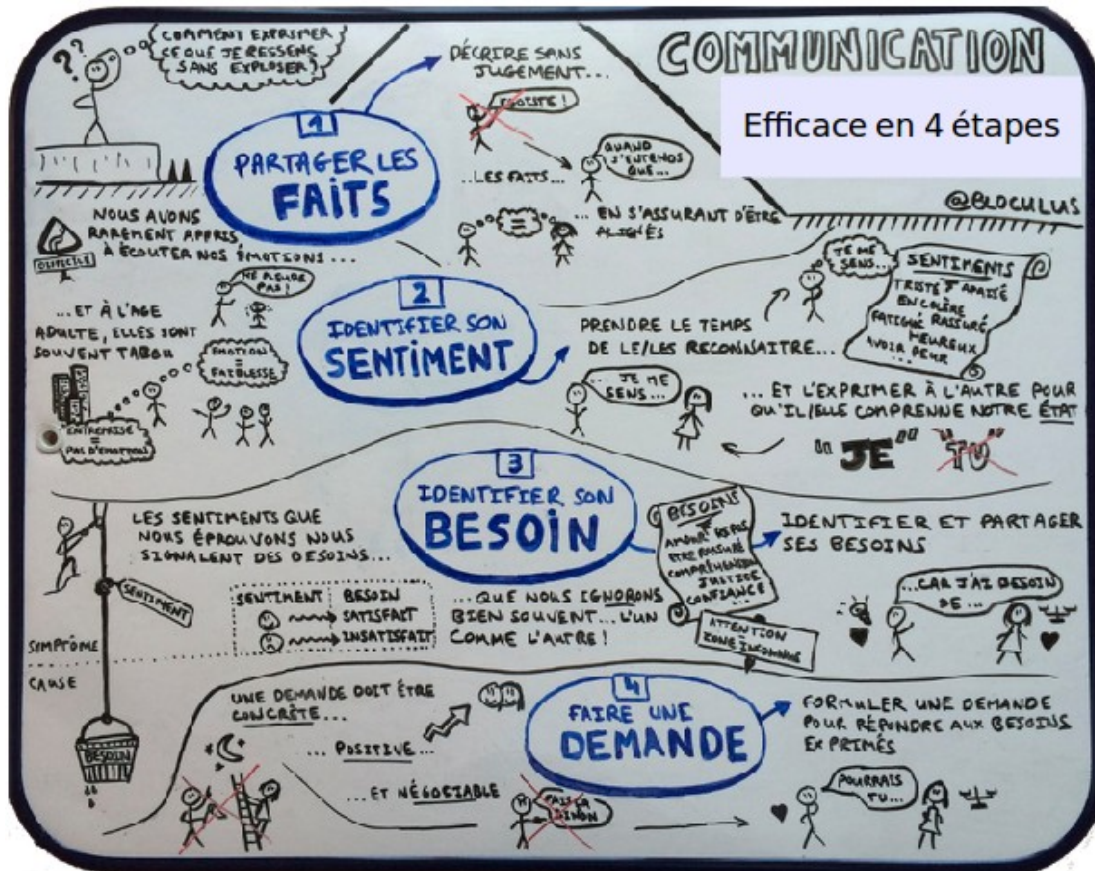 COMMUNICATION
Efficace en 4 étapes
@BLOCULUS
??
COMMENT EXPRIMER
CE QUE JE RESSENS
SANS EXPLOSER?
1
PARTAGER LES
FAITS
DÉCRIRE SANS
JUGEMENT...
EGOISTE !
...LES FAITS...
QUAND
J'ENTENDS
QUE...
=
... EN S'ASSURANT D'ÊTRE
ALIGNÉS
NOUS AVONS
RAREMENT APPRIS
À ÉCOUTER NOS ÉMOTIONS ...
DIFFICILE
NE PLEURE
PAS !
...ET À L'AGE
ADULTE, ELLES SONT
SOUVENT TABOU
EMOTION
=
FAIBLESSE
ENTREPRISE
=
PAS D'EMOTIONS
2
IDENTIFIER SON
SENTIMENT
PRENDRE LE TEMPS
DE LE/LES RECONNAITRE...
JE ME
SENS...
SENTIMENTS
TRISTE APAISÉ
EN COLÈRE
FATIGUÉ RASSURÉ
HEUREUX
AVOIR PEUR
...
... JE ME
SENS...
... ET L'EXPRIMER À L'AUTRE POUR
QU'IL/ELLE COMPRENNE NOTRE ÉTAT
"JE" "TU"
3
IDENTIFIER SON
BESOIN
LES SENTIMENTS QUE
NOUS ÉPROUVONS NOUS
SIGNALENT DES BESOINS...
SENTIMENT
SYMPTÔME
CAUSE
BESOIN
SENTIMENT BESOIN
SATISFAIT
INSATISFAIT
...QUE NOUS IGNORONS
BIEN SOUVENT... L'UN
COMME L'AUTRE !
BESOINS
AMOUR REPOS
ETRE RASSURÉ
COMPRÉHENSION
JUSTICE
CONFIANCE
...
ATTENTION
ZONE INCONNUE
IDENTIFIER ET PARTAGER
SES BESOINS
...CAR J'AI BESOIN
DE...
4
FAIRE UNE
DEMANDE
UNE DEMANDE DOIT ÊTRE
CONCRÈTE...
... POSITIVE ...
...ET NÉGOCIABLE
SINON
FORMULER UNE DEMANDE
POUR RÉPONDRE AUX BESOINS
EXPRIMÉS
POURRAIS
TU...